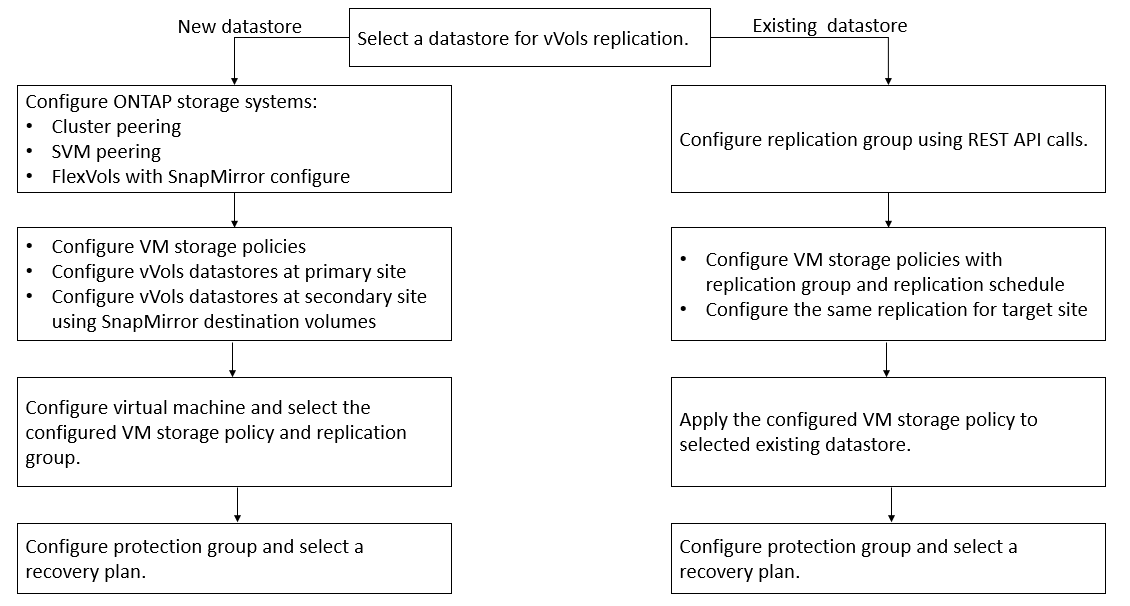 New datastore
Select a datastore for vVols replication.
Existing  datastore
Configure ONTAP storage systems:
• Cluster peering
• SVM peering
• FlexVols with SnapMirror configure
• Configure VM storage policies
• Configure vVols datastores at primary site
• Configure vVols datastores at secondary site
using SnapMirror destination volumes
Configure virtual machine and select the
configured VM storage policy and replication
group.
Configure protection group and select a
recovery plan.
Configure replication group using REST API calls.
• Configure VM storage policies with
replication group and replication schedule
• Configure the same replication for target site
Apply the configured VM storage policy to
selected existing datastore.
Configure protection group and select a
recovery plan.